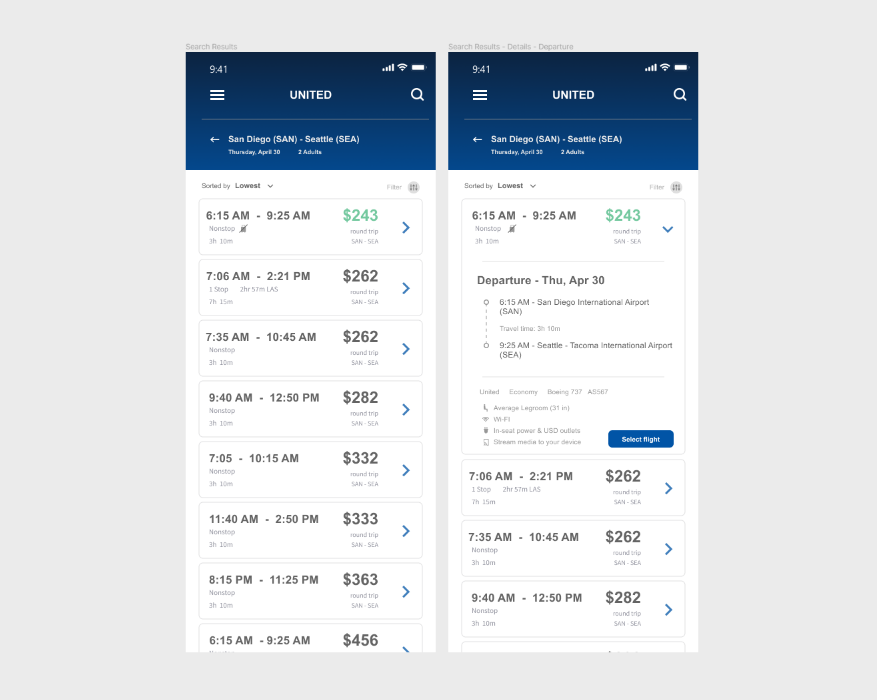 Search Results
9:41
UNITED
San Diego (SAN) - Seattle (SEA)
Thursday, April 30 2 Adults
Sorted by Lowest
Filter
6:15 AM - 9:25 AM $243
Nonstop round trip
3h 10m SAN - SEA
7:06 AM - 2:21 PM $262
1 Stop 2hr 57m LAS round trip
7h 15m SAN - SEA
7:35 AM - 10:45 AM $262
Nonstop round trip
3h 10m SAN - SEA
9:40 AM - 12:50 PM $282
Nonstop round trip
3h 10m SAN - SEA
7:05 - 10:15 AM $332
Nonstop round trip
3h 10m SAN - SEA
11:40 AM - 2:50 PM $333
Nonstop round trip
3h 10m SAN - SEA
8:15 PM - 11:25 PM $363
Nonstop round trip
3h 10m SAN - SEA
6:15 AM - 9:25 AM $456
Search Results - Details - Departure
9:41
UNITED
San Diego (SAN) - Seattle (SEA)
Thursday, April 30 2 Adults
Sorted by Lowest
Filter
6:15 AM - 9:25 AM $243
Nonstop round trip
3h 10m SAN - SEA
Departure - Thu, Apr 30
6:15 AM - San Diego International Airport
(SAN)
Travel time: 3h 10m
9:25 AM - Seattle - Tacoma International Airport
(SEA)
United Economy Boeing 737 AS567
Average Legroom (31 in)
Wi-Fi
In-seat power & USD outlets
Stream media to your device
Select flight
7:06 AM - 2:21 PM $262
1 Stop 2hr 57m LAS round trip
7h 15m SAN - SEA
7:35 AM - 10:45 AM $262
Nonstop round trip
3h 10m SAN - SEA
9:40 AM - 12:50 PM $282
Nonstop round trip
3h 10m SAN - SEA